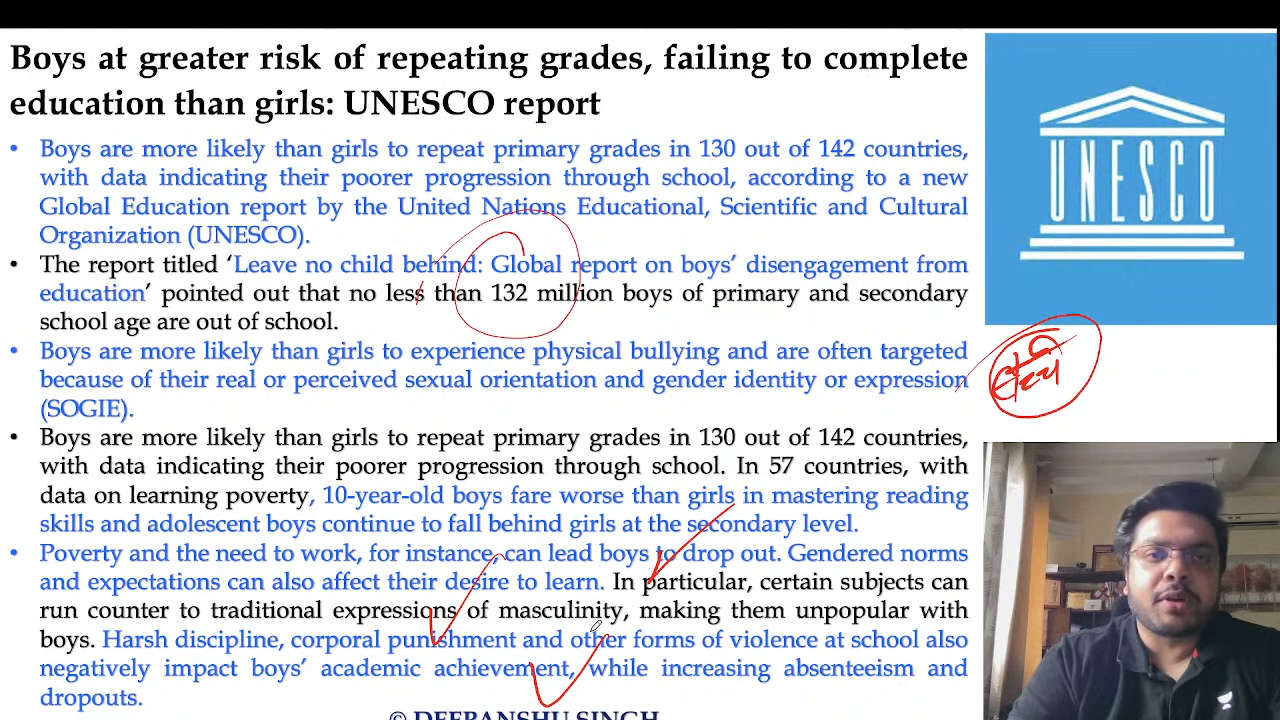 Boys at greater risk of repeating grades, failing to complete
education than girls: UNESCO report
• Boys are more likely than girls to repeat primary grades in 130 out of 142 countries,
with data indicating their poorer progression through school, according to a new
Global Education report by the United Nations Educational, Scientific and Cultural
Organization (UNESCO).
• The report titled ‘Leave no child behind: Global report on boys’ disengagement from
education’ pointed out that no less than 132 million boys of primary and secondary
school age are out of school.
• Boys are more likely than girls to experience physical bullying and are often targeted
because of their real or perceived sexual orientation and gender identity or expression
(SOGIE).
• Boys are more likely than girls to repeat primary grades in 130 out of 142 countries,
with data indicating their poorer progression through school. In 57 countries, with
data on learning poverty, 10-year-old boys fare worse than girls in mastering reading
skills and adolescent boys continue to fall behind girls at the secondary level.
• Poverty and the need to work, for instance, can lead boys to drop out. Gendered norms
and expectations can also affect their desire to learn. In particular, certain subjects can
run counter to traditional expressions of masculinity, making them unpopular with
boys. Harsh discipline, corporal punishment and other forms of violence at school also
negatively impact boys’ academic achievement, while increasing absenteeism and
dropouts.
© DEEPANSHU SINGH
UNESCO